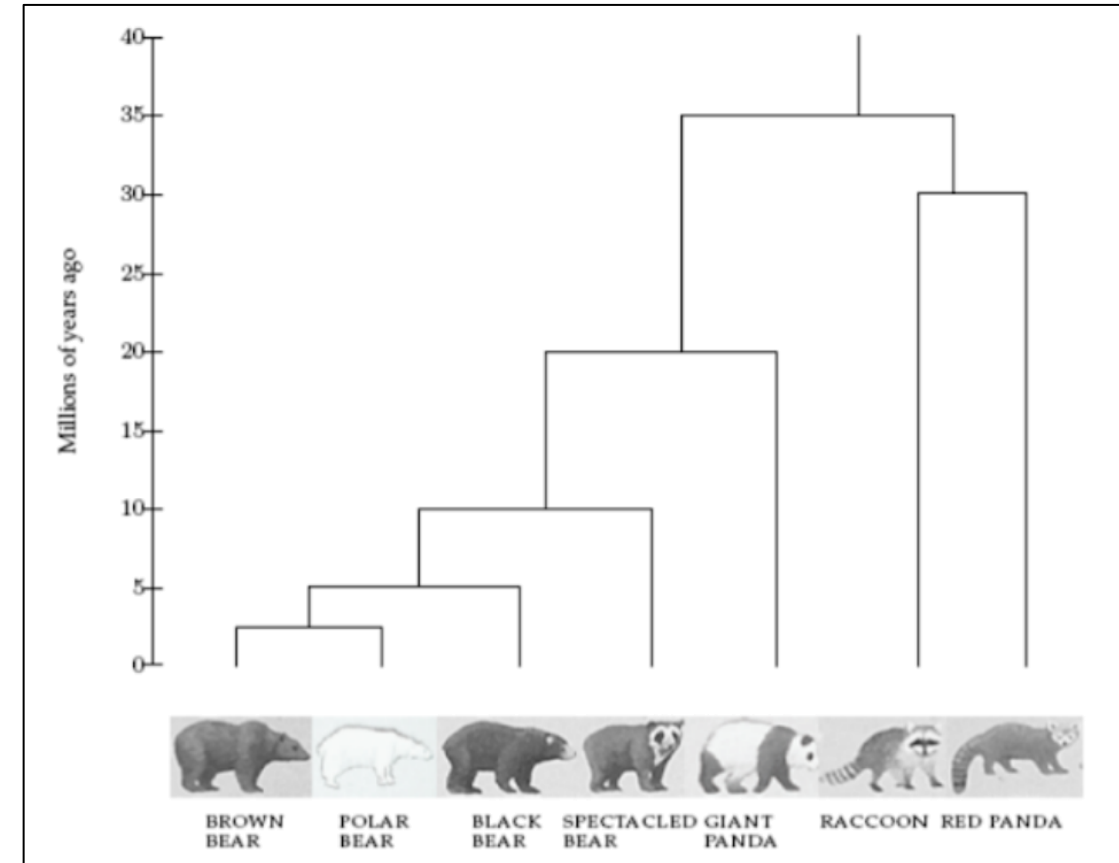 40
35
30
25
20
15
10
5
0
Millions of years ago
BROWN BEAR
POLAR BEAR
BLACK BEAR
SPECTACLED BEAR
GIANT PANDA
RACCOON
RED PANDA